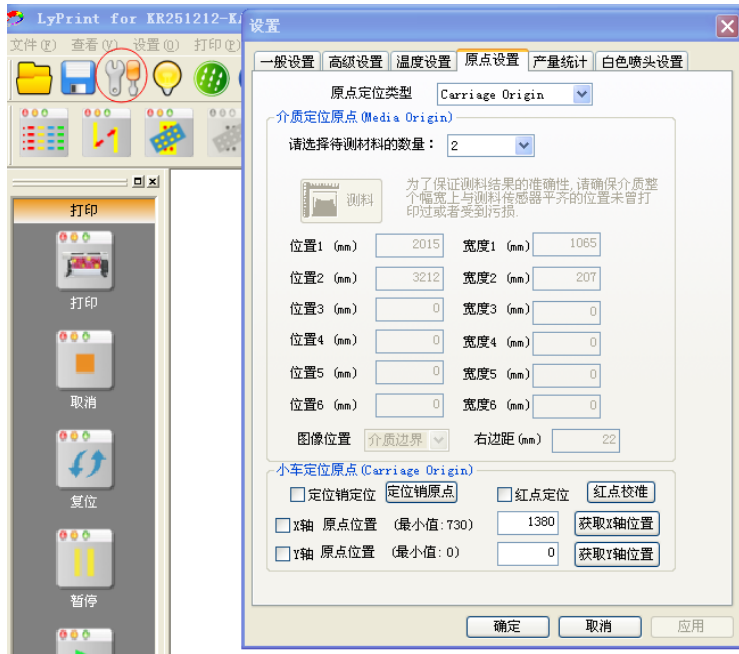 LyPrint for KR251212-K
文件(F) 查看(V) 设置(O) 打印(P)
打印
打印
取消
复位
暂停
设置
一般设置 高级设置 温度设置 原点设置 产量统计 白色喷头设置
原点定位类型 Carriage Origin
介质定位原点(Media Origin)
请选择待测材料的数量： 2
测料
为了保证测料结果的准确性,请确保介质整
个幅宽上与测料传感器平齐的位置未曾打
印过或者受到污损.
位置1 (mm) 2015 宽度1 (mm) 1065
位置2 (mm) 3212 宽度2 (mm) 207
位置3 (mm) 0 宽度3 (mm) 0
位置4 (mm) 0 宽度4 (mm) 0
位置5 (mm) 0 宽度5 (mm) 0
位置6 (mm) 0 宽度6 (mm) 0
图像位置 介质边界 右边距(mm) 22
小车定位原点(Carriage Origin)
定位销定位 定位销原点 红点定位 红点校准
X轴 原点位置 (最小值:730) 1380 获取X轴位置
Y轴 原点位置 (最小值:0) 0 获取Y轴位置
确定 取消 应用